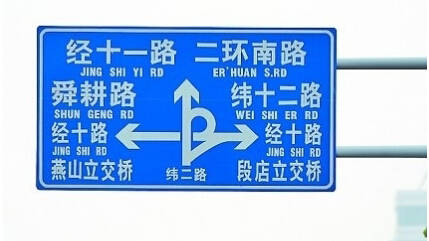 经十一路 二环南路
JING SHI YI RD ER'HUAN S.RD
舜耕路 纬十二路
SHUN GENG RD WEI SHI ER RD
经十路 经十路
JING SHI RD JING SHI RD
燕山立交桥 纬二路 段店立交桥